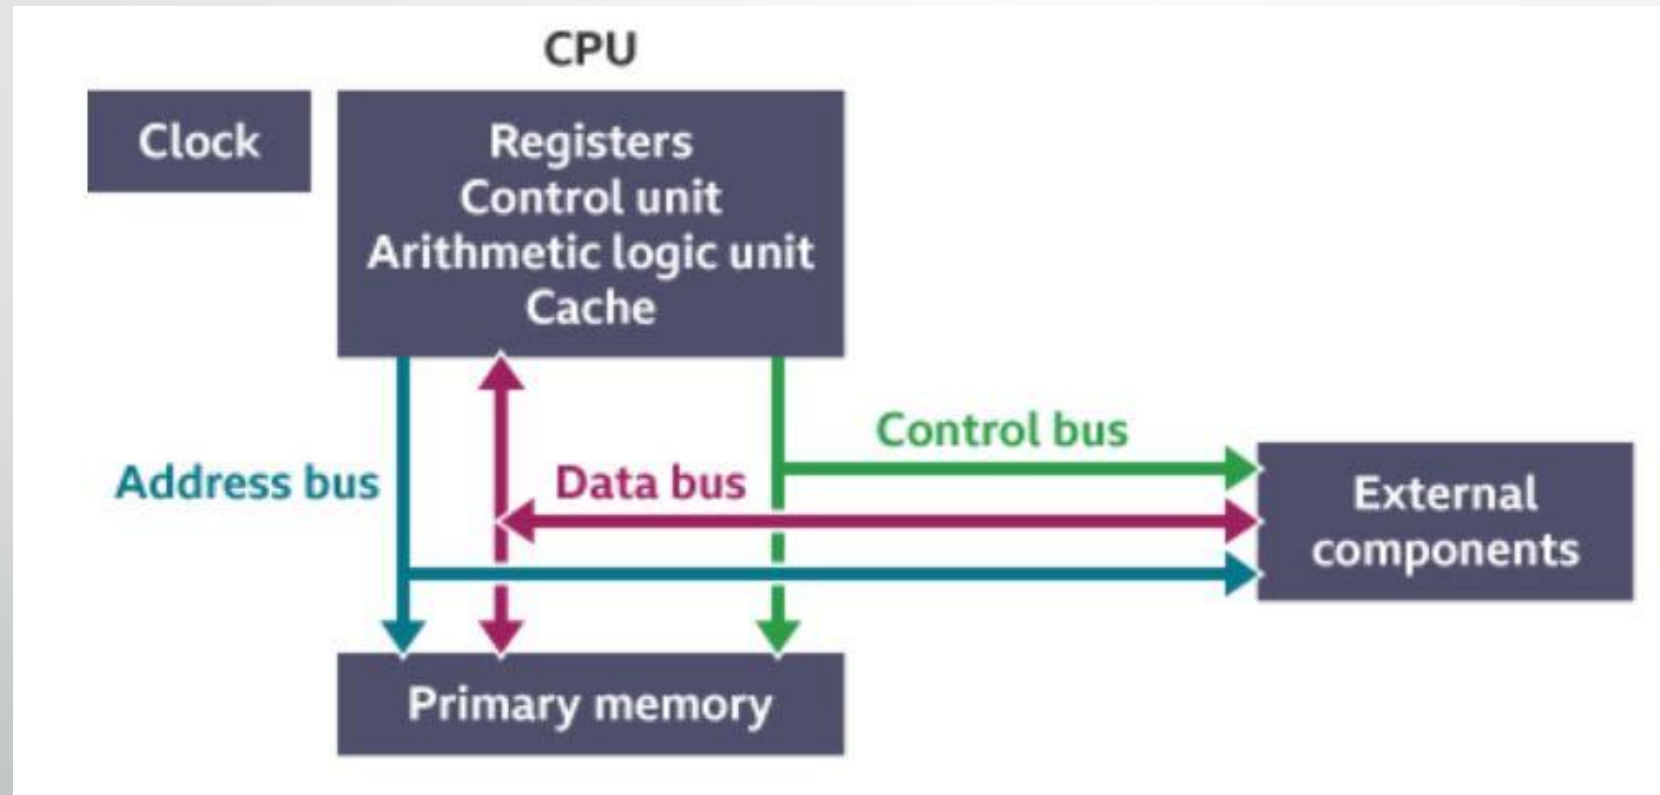 CPU
Clock
Registers
Control unit
Arithmetic logic unit
Cache
Control bus
Address bus
Data bus
External
components
Primary memory